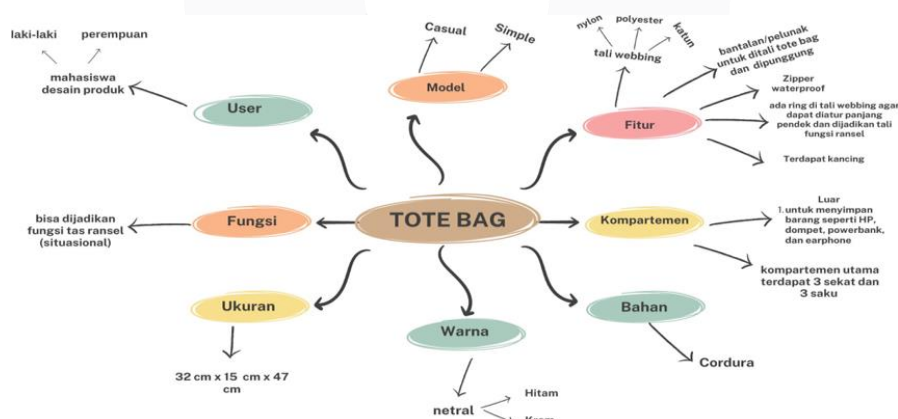 laki-laki
perempuan
mahasiswa
desain produk
User
Casual
Simple
Model
nylon
polyester
katun
tali webbing
bantalan/pelunak
untuk ditali tote bag
dan dipunggung
Zipper
waterproof
ada ring di tali webbing agar
dapat diatur panjang
pendek dan dijadikan tali
fungsi ransel
Terdapat kancing
Fitur
TOTE BAG
bisa dijadikan
fungsi tas ransel
(situasional)
Fungsi
Kompartemen
Luar
1. untuk menyimpan
barang seperti HP,
dompet, powerbank,
dan earphone
kompartemen utama
terdapat 3 sekat dan
3 saku
Ukuran
32 cm x 15 cm x 47
cm
Warna
netral
Hitam
Krem
Bahan
Cordura